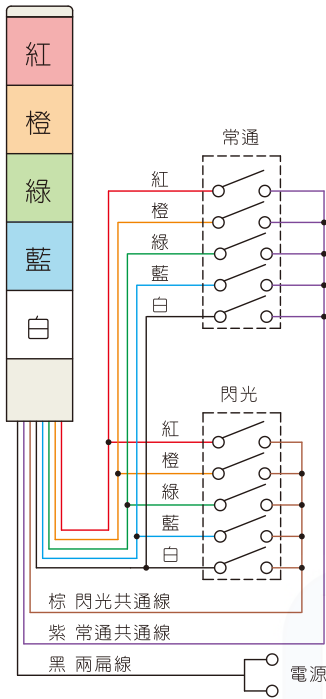 紅
橙
綠
藍
白
常通
紅
橙
綠
藍
白
閃光
紅
橙
綠
藍
白
棕 閃光共通線
紫 常通共通線
黑 兩扁線
電源